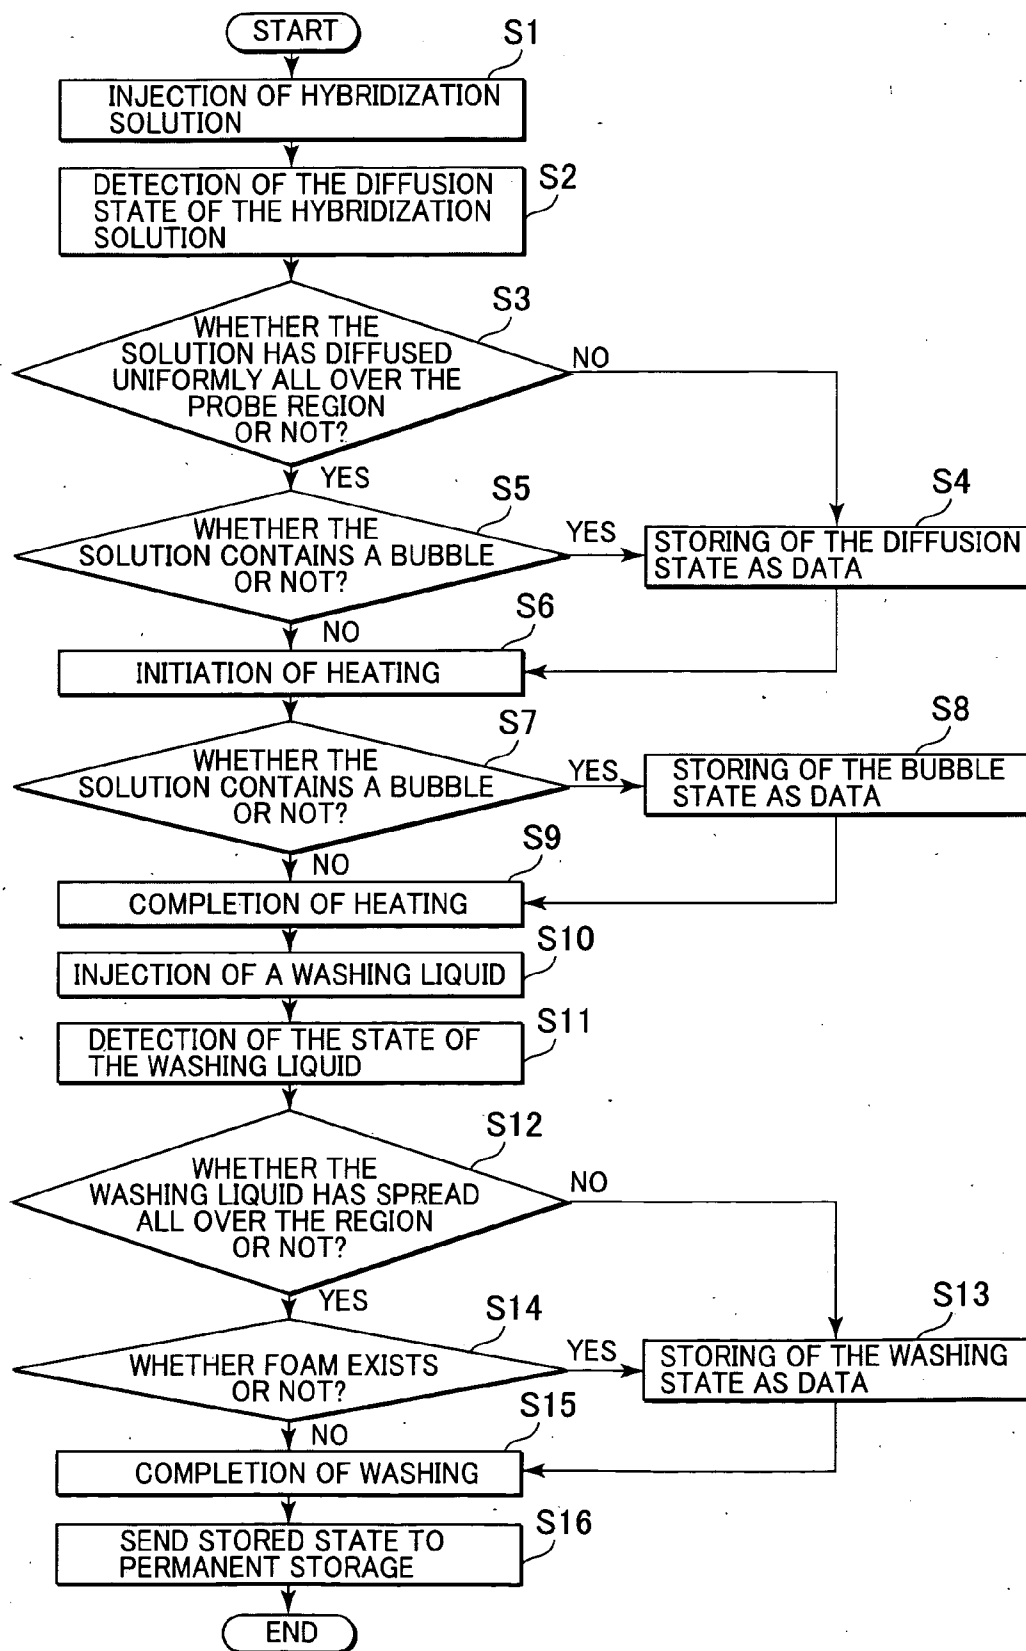 START
S1
INJECTION OF HYBRIDIZATION
SOLUTION
S2
DETECTION OF THE DIFFUSION
STATE OF THE HYBRIDIZATION
SOLUTION
S3
WHETHER THE
SOLUTION HAS DIFFUSED
UNIFORMLY ALL OVER THE
PROBE REGION
OR NOT?
NO
YES
S5
WHETHER THE
SOLUTION CONTAINS A BUBBLE
OR NOT?
YES
S4
STORING OF THE DIFFUSION
STATE AS DATA
NO
S6
INITIATION OF HEATING
S7
WHETHER THE
SOLUTION CONTAINS A BUBBLE
OR NOT?
YES
S8
STORING OF THE BUBBLE
STATE AS DATA
NO
S9
COMPLETION OF HEATING
S10
INJECTION OF A WASHING LIQUID
S11
DETECTION OF THE STATE OF
THE WASHING LIQUID
S12
WHETHER THE
WASHING LIQUID HAS SPREAD
ALL OVER THE REGION
OR NOT?
NO
YES
S14
WHETHER FOAM EXISTS
OR NOT?
YES
S13
STORING OF THE WASHING
STATE AS DATA
NO
S15
COMPLETION OF WASHING
S16
SEND STORED STATE TO
PERMANENT STORAGE
END